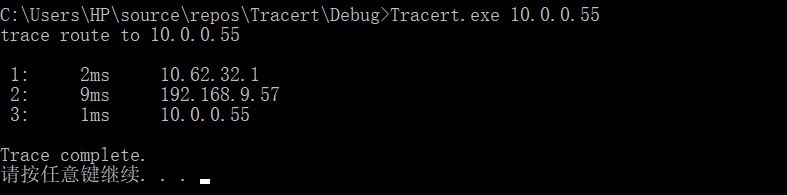 C:\Users\HP\source\repos\Tracert\Debug>Tracert.exe 10.0.0.55
trace route to 10.0.0.55
1: 2ms 10.62.32.1
2: 9ms 192.168.9.57
3: 1ms 10.0.0.55
Trace complete.
请按任意键继续. . .